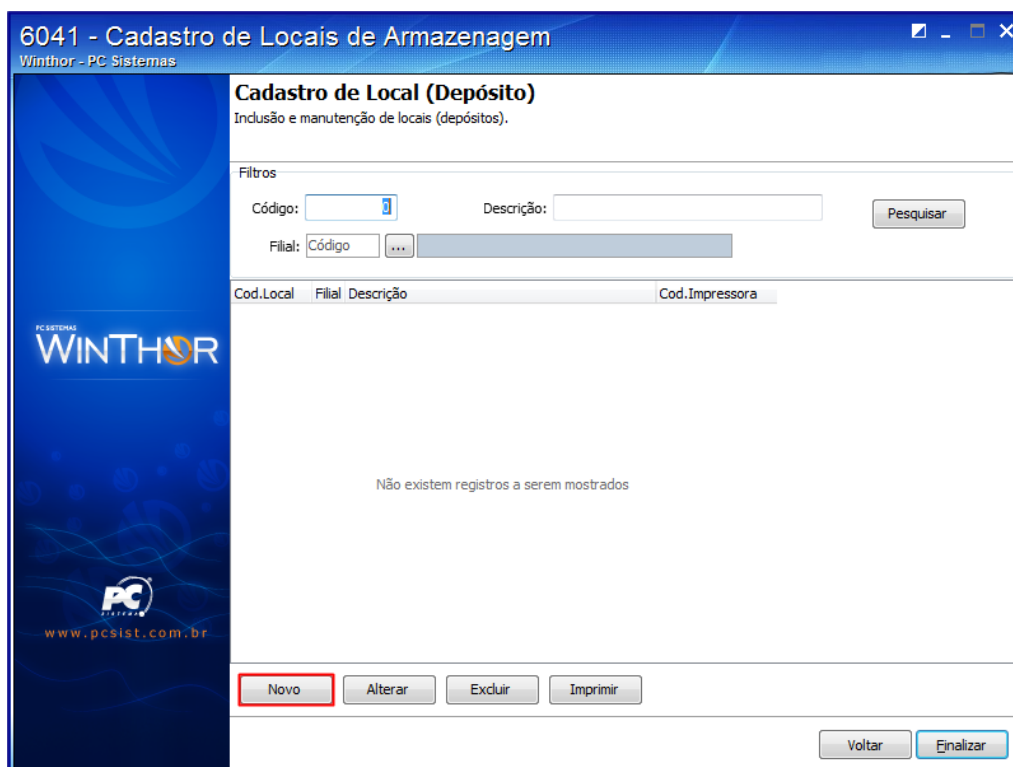 6041 - Cadastro de Locais de Armazenagem
Winthor - PC Sistemas
Cadastro de Local (Depósito)
Inclusão e manutenção de locais (depósitos).
Filtros
Código: 0 Descrição: Pesquisar
Filial: Código ...
Cod.Local Filial Descrição Cod.Impressora
PC SISTEMAS
WINTHOR
Não existem registros a serem mostrados
PC
SISTEMAS
www.pcsist.com.br
Novo Alterar Excluir Imprimir
Voltar Finalizar